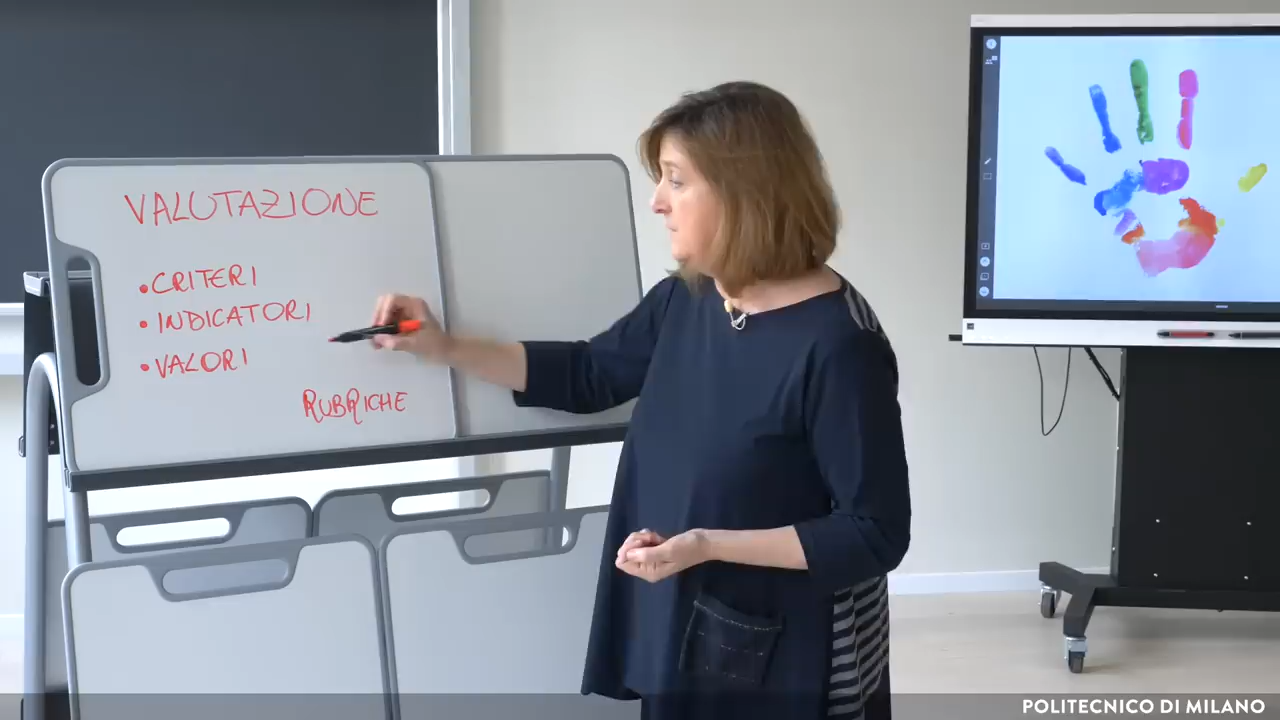 VALUTAZIONE
• CRITERI
• INDICATORI
• VALORI
RUBRICHE
POLITECNICO DI MILANO